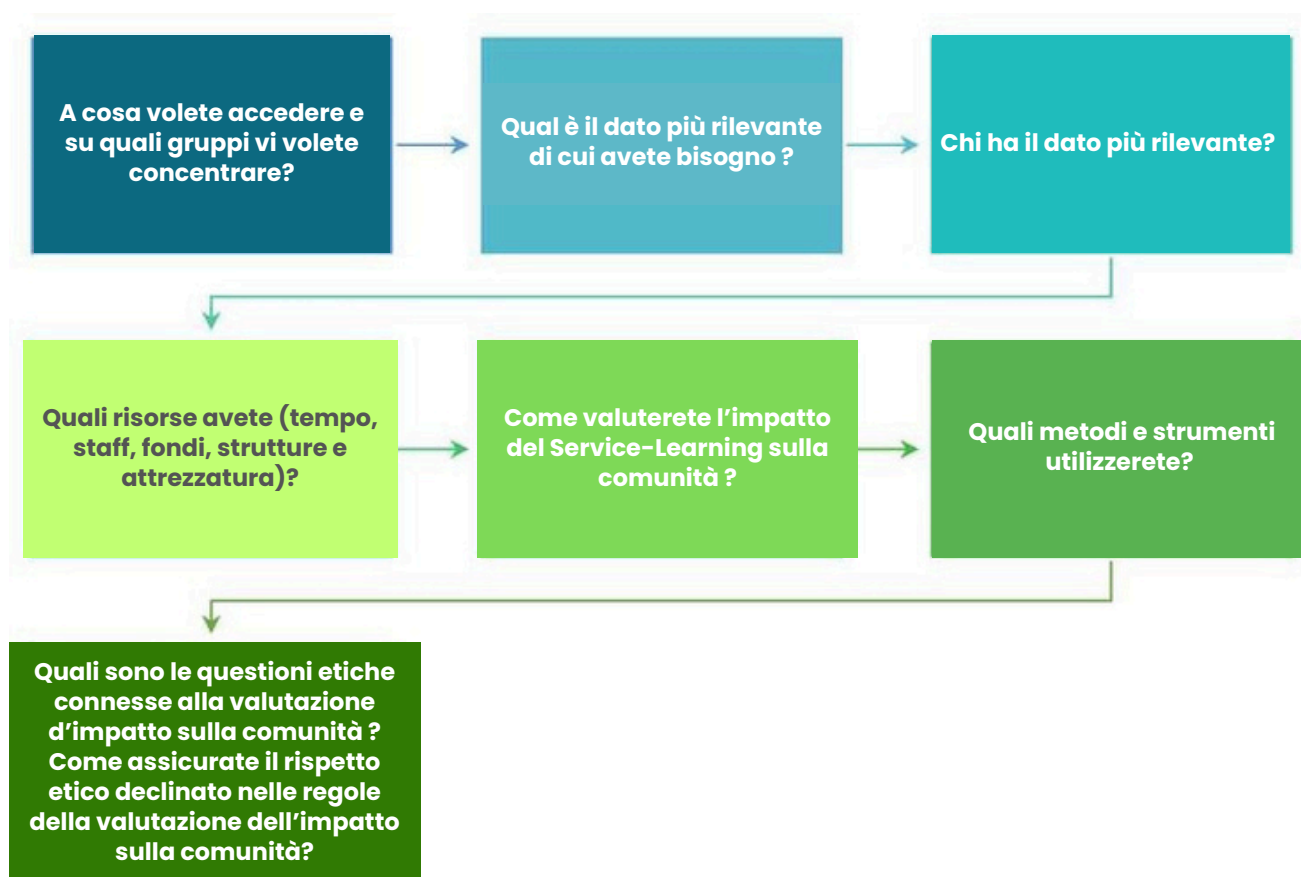 A cosa volete accedere e
su quali gruppi vi volete
concentrare?
Qual è il dato più rilevante
di cui avete bisogno ?
Chi ha il dato più rilevante?
Quali risorse avete (tempo,
staff, fondi, strutture e
attrezzatura)?
Come valuterete l’impatto
del Service-Learning sulla
comunità ?
Quali metodi e strumenti
utilizzerete?
Quali sono le questioni etiche
connesse alla valutazione
d’impatto sulla comunità ?
Come assicurate il rispetto
etico declinato nelle regole
della valutazione dell’impatto
sulla comunità?